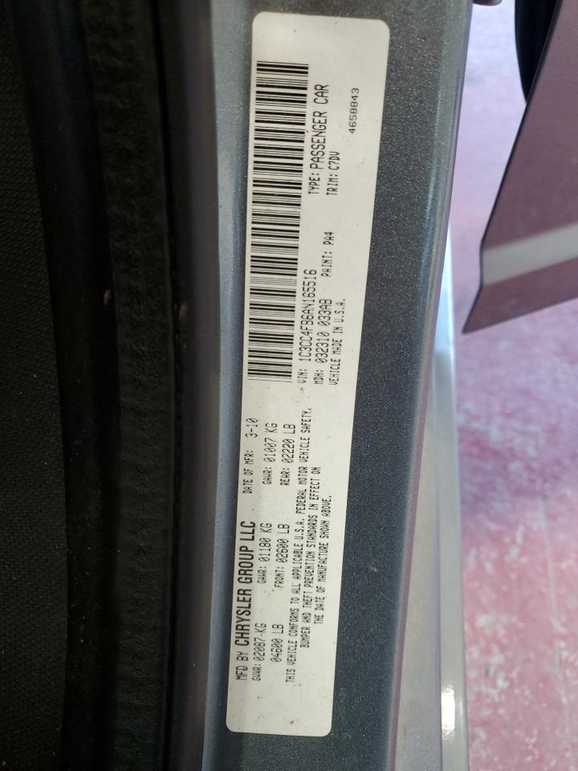 MFD BY CHRYSLER GROUP LLC DATE OF MFR: 3-10
GVWR: 02087 KG GAWR: 01180 KG GAWR: 01007 KG
04600 LB FRONT: 02600 LB REAR: 02220 LB
THIS VEHICLE CONFORMS TO ALL APPLICABLE U.S.A. FEDERAL MOTOR VEHICLE SAFETY,
BUMPER AND THEFT PREVENTION STANDARDS IN EFFECT ON
THE DATE OF MANUFACTURE SHOWN ABOVE.
VIN: 1C3CC4FB6AN165516 TYPE: PASSENGER CAR
MDH: 032310 033AB PAINT: PA4 TRIM: C7DV
VEHICLE MADE IN U.S.A. 4658843